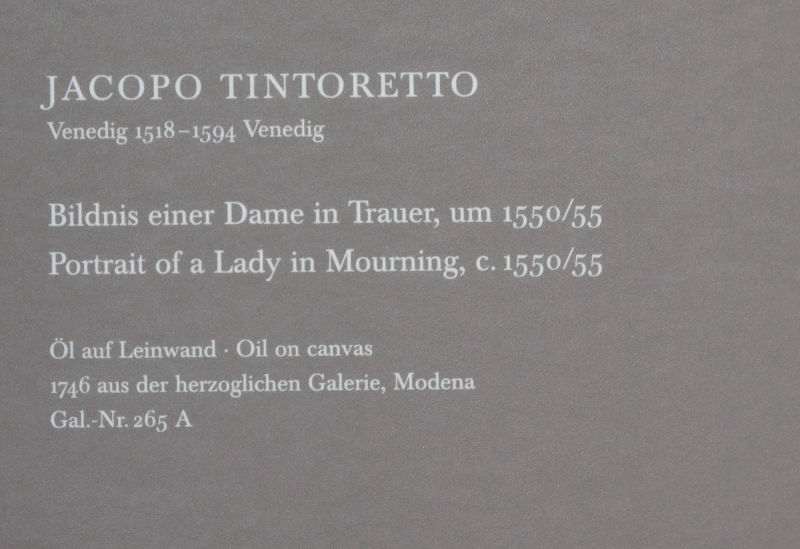 JACOPO TINTORETTO
Venedig 1518–1594 Venedig
Bildnis einer Dame in Trauer, um 1550/55
Portrait of a Lady in Mourning, c. 1550/55
Öl auf Leinwand · Oil on canvas
1746 aus der herzoglichen Galerie, Modena
Gal.-Nr. 265 A